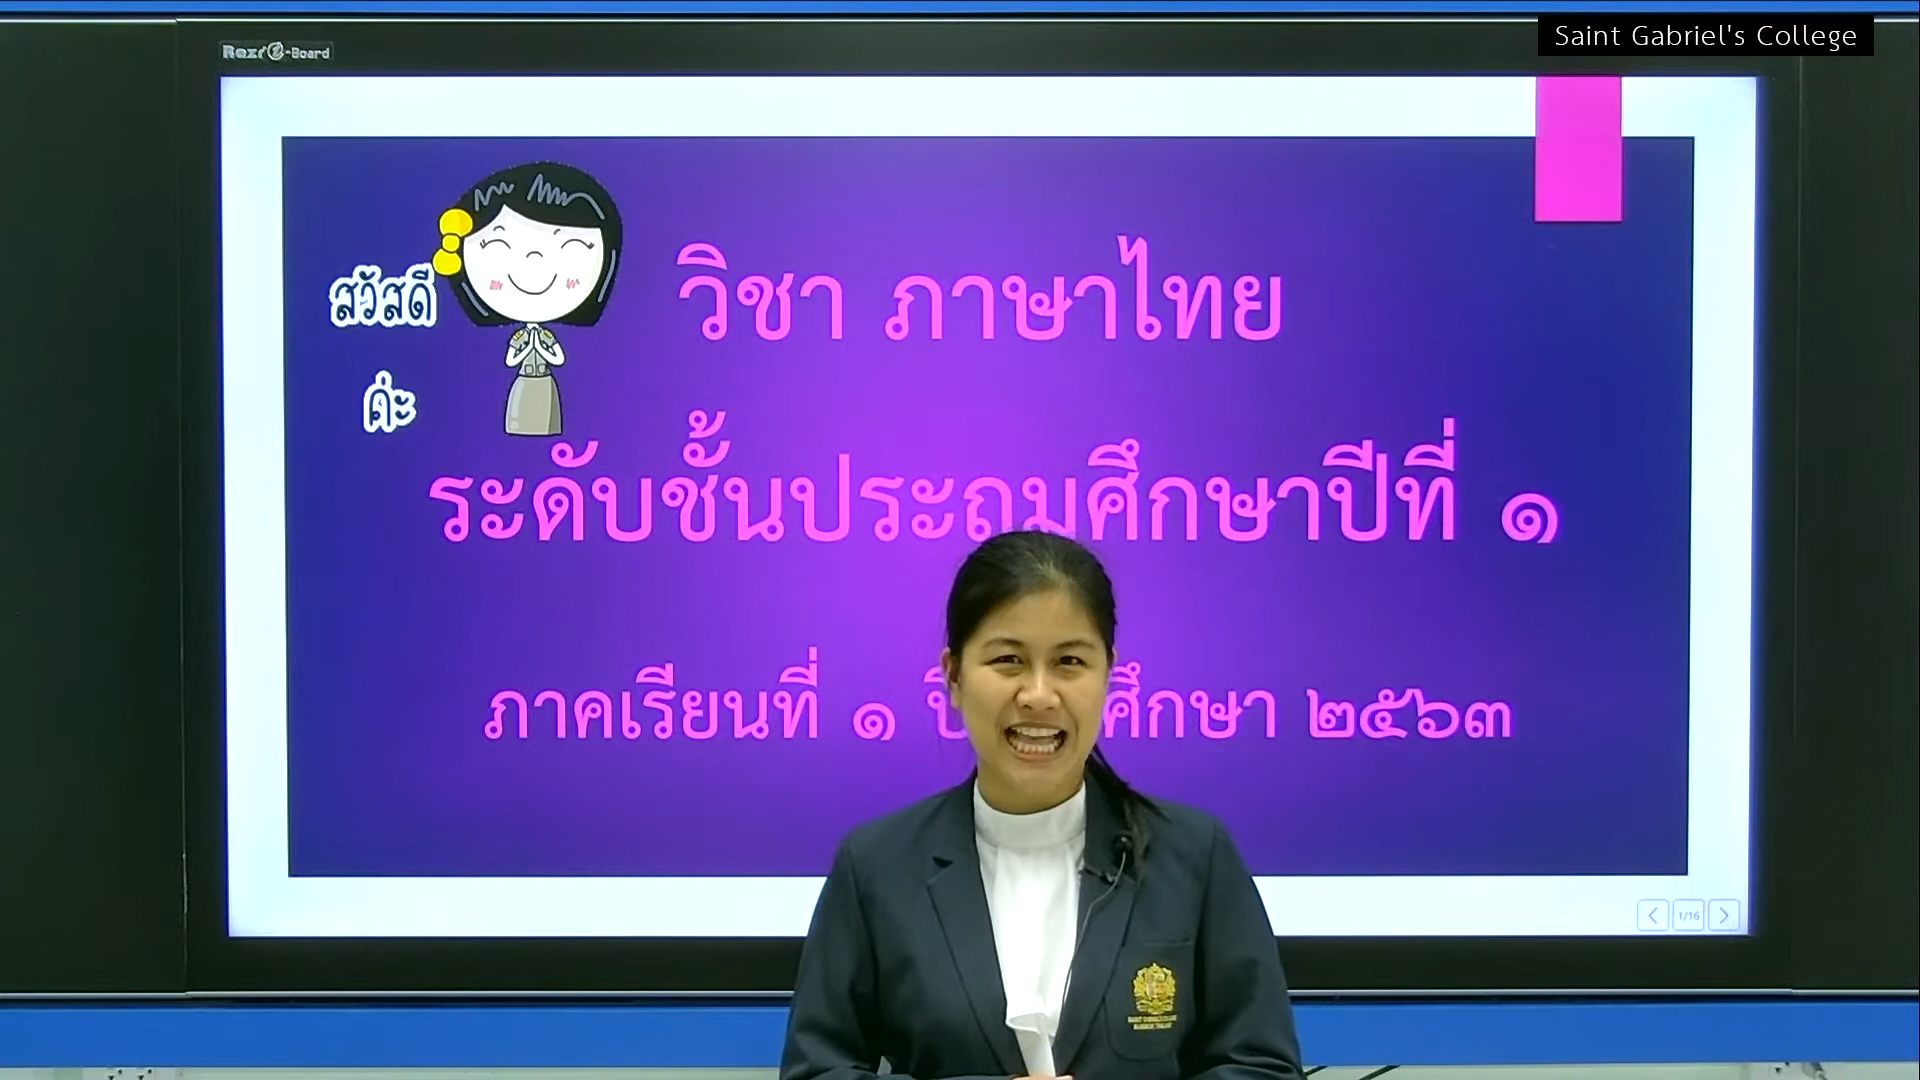 Saint Gabriel's College
e-Board
สวัสดี
ค่ะ
วิชา ภาษาไทย
ระดับชั้นประถมศึกษาปีที่ ๑
ภาคเรียนที่ ๑ ศึกษา ๒๕๖๓
1/16